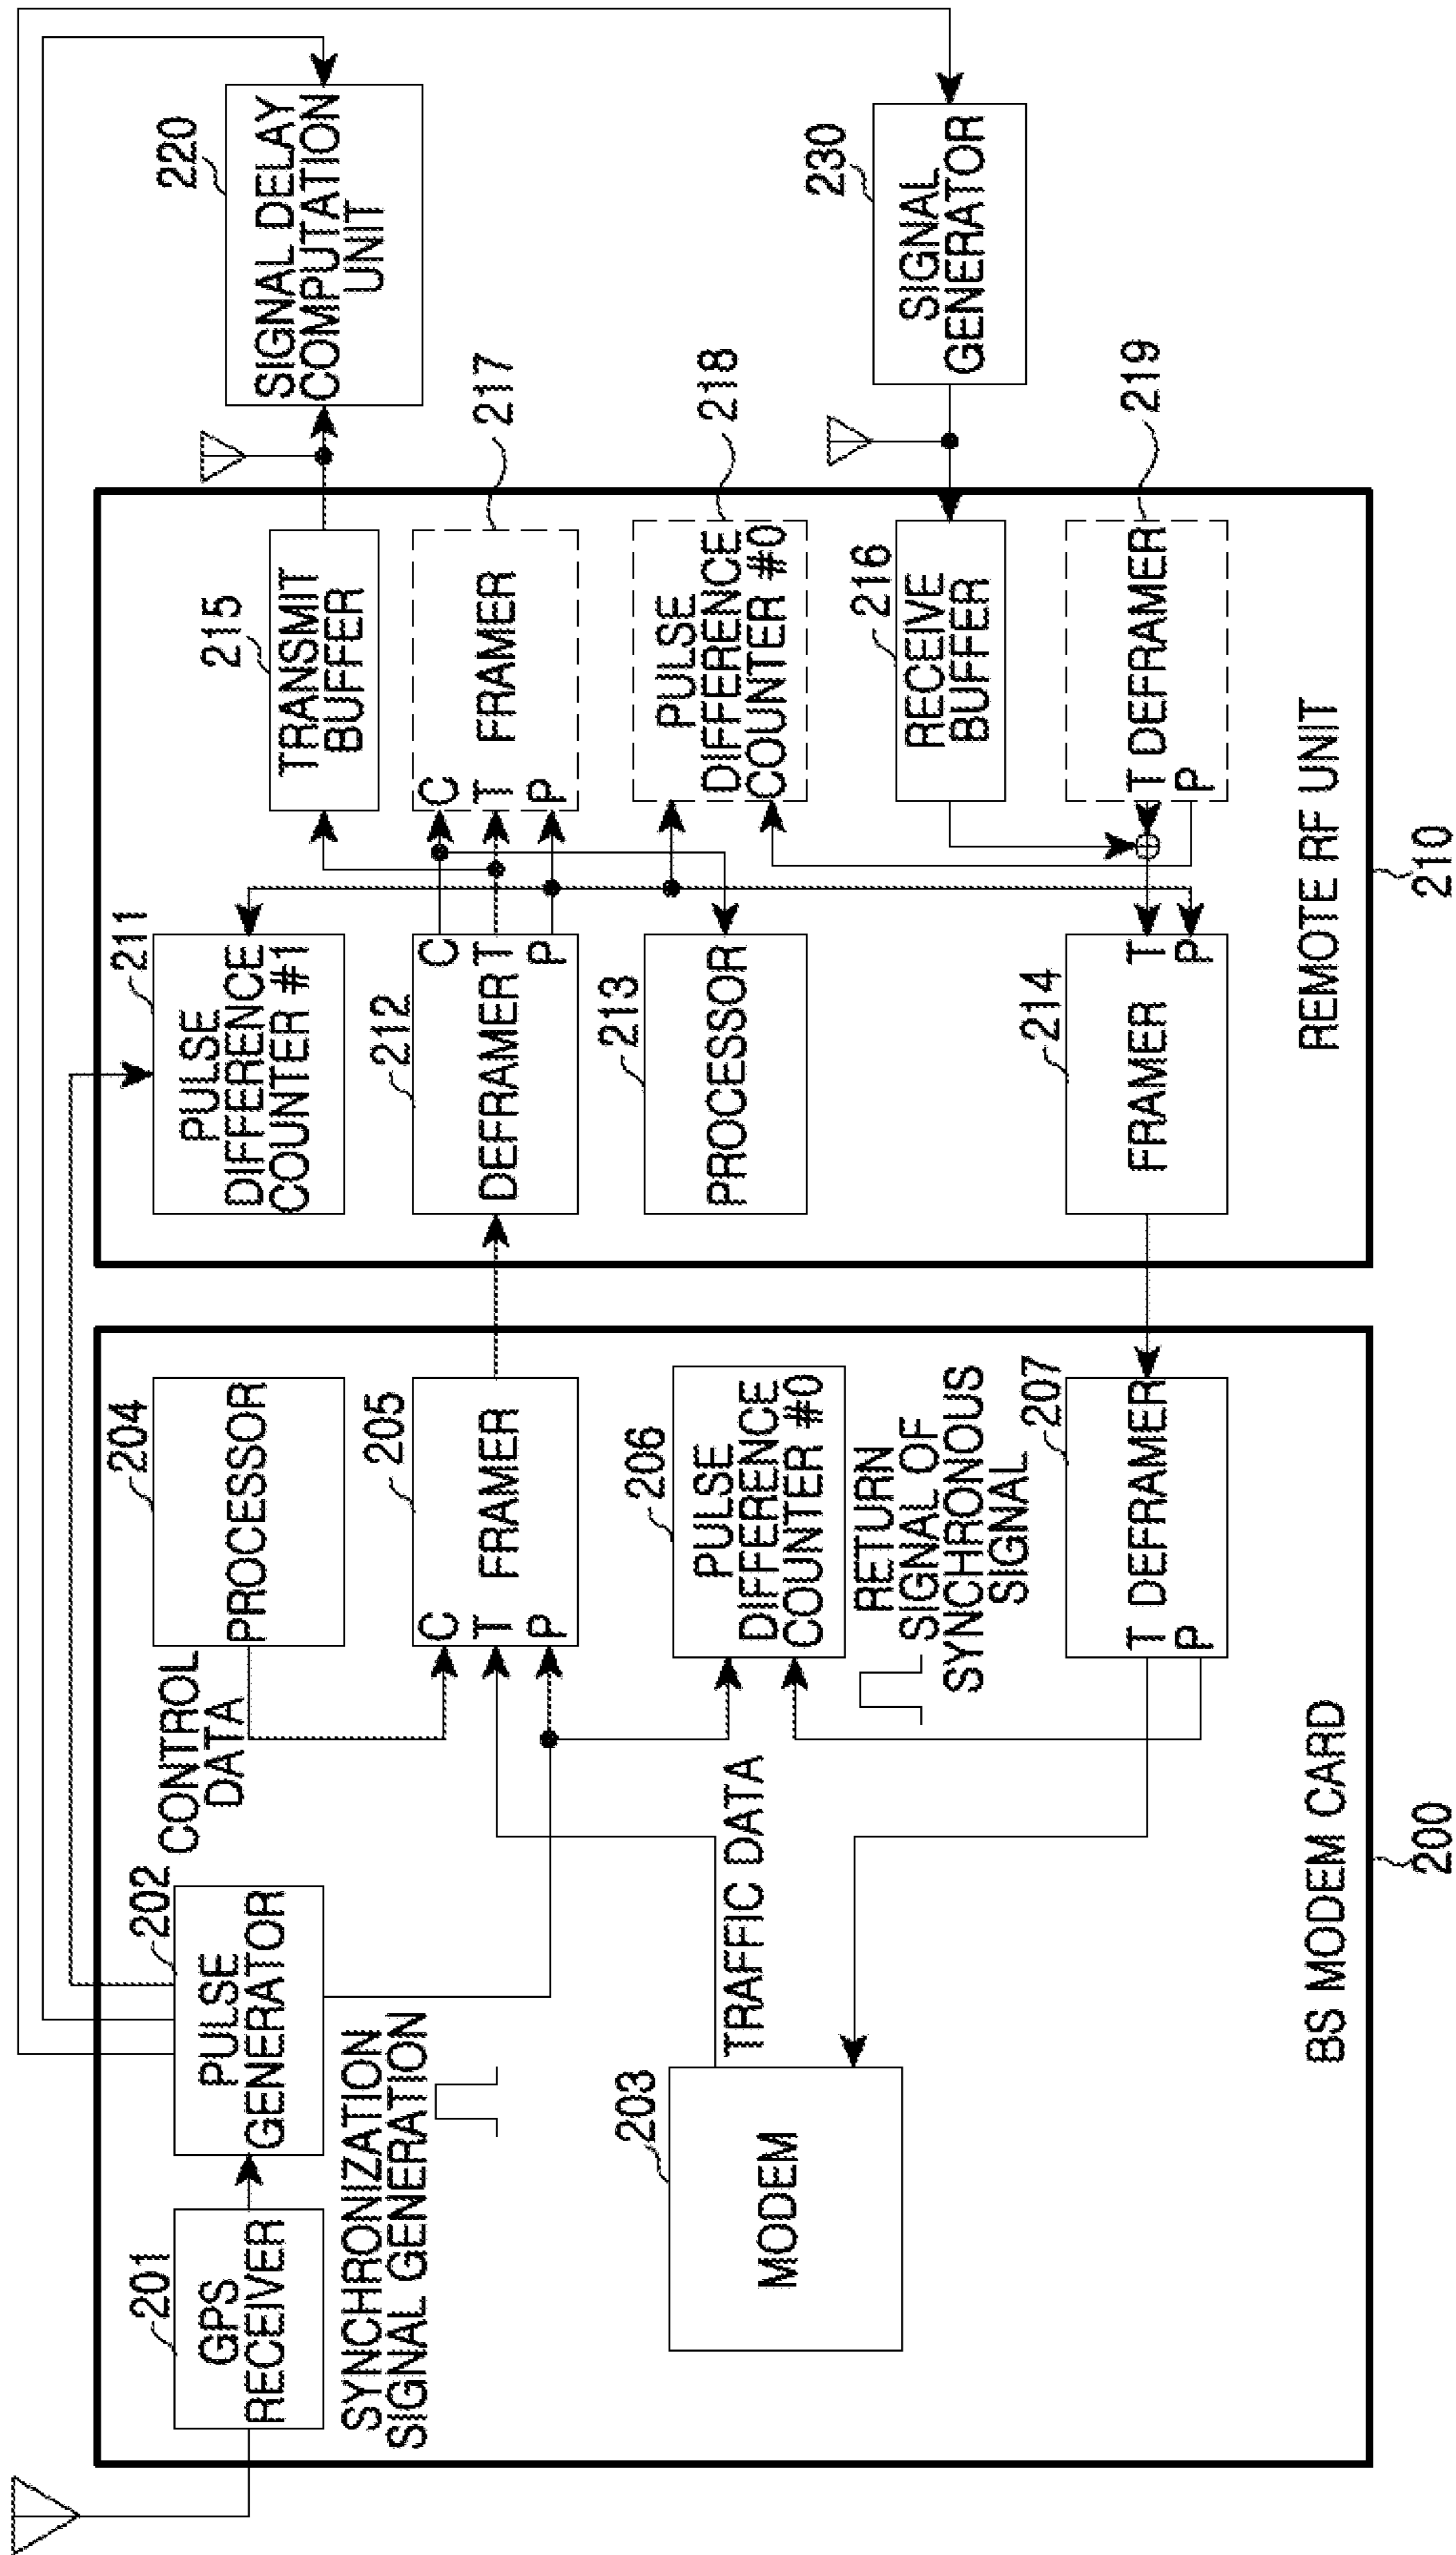 201
GPS
RECEIVER
202
PULSE
GENERATOR
SYNCHRONIZATION
SIGNAL GENERATION
CONTROL
DATA
204
PROCESSOR
205
C
T
P
FRAMER
203
MODEM
TRAFFIC DATA
206
PULSE
DIFFERENCE
COUNTER #0
RETURN
SIGNAL OF
SYNCHRONOUS
SIGNAL
207
T DEFRAMER
P
BS MODEM CARD
200
211
PULSE
DIFFERENCE
COUNTER #1
212
DEFRAMER
C
T
P
213
PROCESSOR
214
FRAMER
T
P
215
TRANSMIT
BUFFER
217
C
T
P
FRAMER
218
PULSE
DIFFERENCE
COUNTER #0
216
RECEIVE
BUFFER
219
T DEFRAMER
P
REMOTE RF UNIT
210
220
SIGNAL DELAY
COMPUTATION
UNIT
230
SIGNAL
GENERATOR